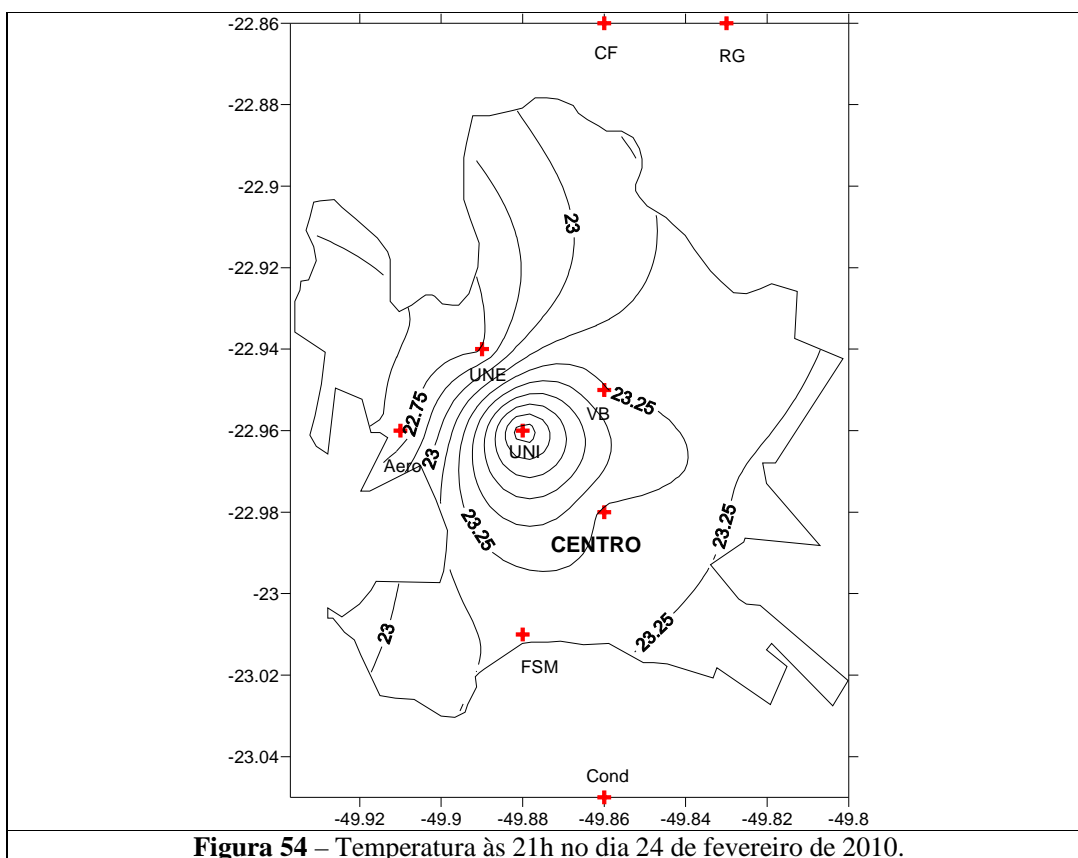 -22.86
CF
RG
-22.88
-22.9
23
-22.92
-22.94
UNE
22.75
23.25
VB
-22.96
Aero
23
UNI
-22.98
23.25
CENTRO
23.25
-23
23
23.25
FSM
-23.02
-23.04
Cond
-49.92 -49.9 -49.88 -49.86 -49.84 -49.82 -49.8
Figura 54 – Temperatura às 21h no dia 24 de fevereiro de 2010.